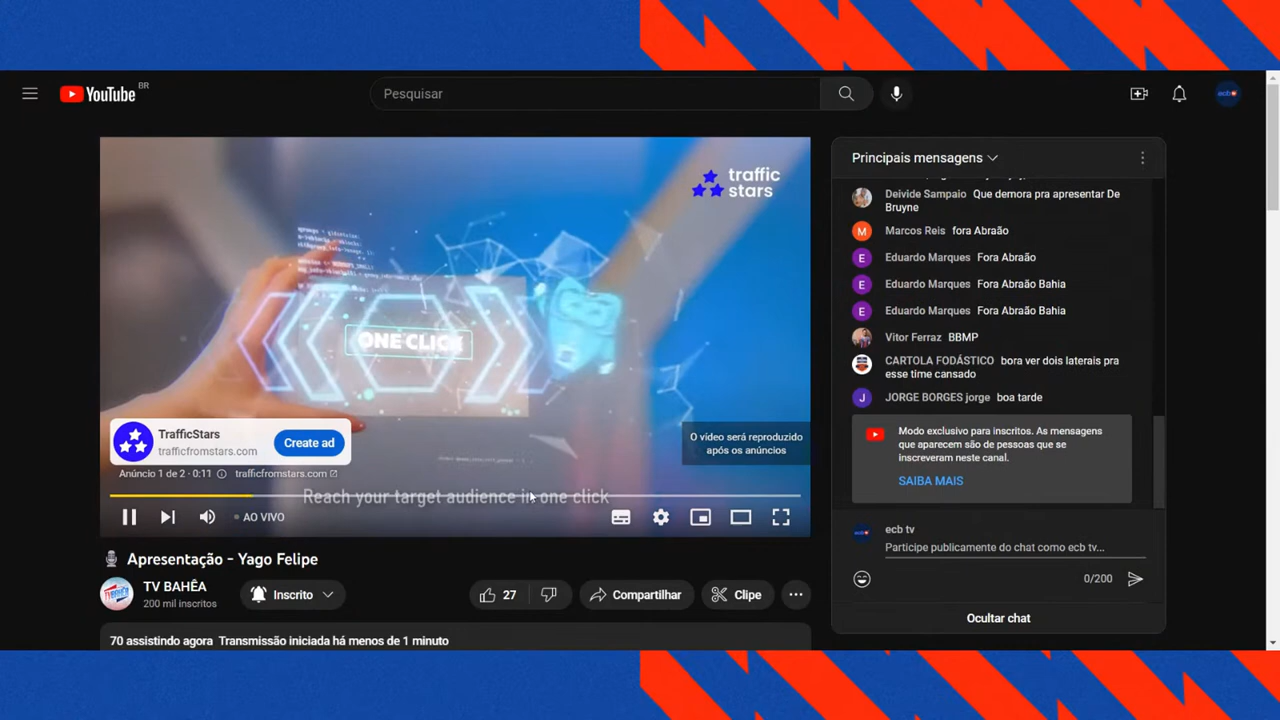 YouTube BR
Pesquisar
traffic
stars
ONE CLICK
TrafficStars
trafficfromstars.com
Create ad
O vídeo será reproduzido
após os anúncios
Anúncio 1 de 2 · 0:11
trafficfromstars.com
Reach your target audience in one click
AO VIVO
Apresentação - Yago Felipe
TV BAHÊA
200 mil inscritos
Inscrito
27
Compartilhar
Clipe
70 assistindo agora Transmissão iniciada há menos de 1 minuto
Principais mensagens
Deivide Sampaio Que demora pra apresentar De
Bruyne
Marcos Reis fora Abraão
Eduardo Marques Fora Abraão
Eduardo Marques Fora Abraão Bahia
Eduardo Marques Fora Abraão Bahia
Vitor Ferraz BBMP
CARTOLA FODÁSTICO bora ver dois laterais pra
esse time cansado
JORGE BORGES jorge boa tarde
Modo exclusivo para inscritos. As mensagens
que aparecem são de pessoas que se
inscreveram neste canal.
SAIBA MAIS
ecb tv
Participe publicamente do chat como ecb tv...
0/200
Ocultar chat